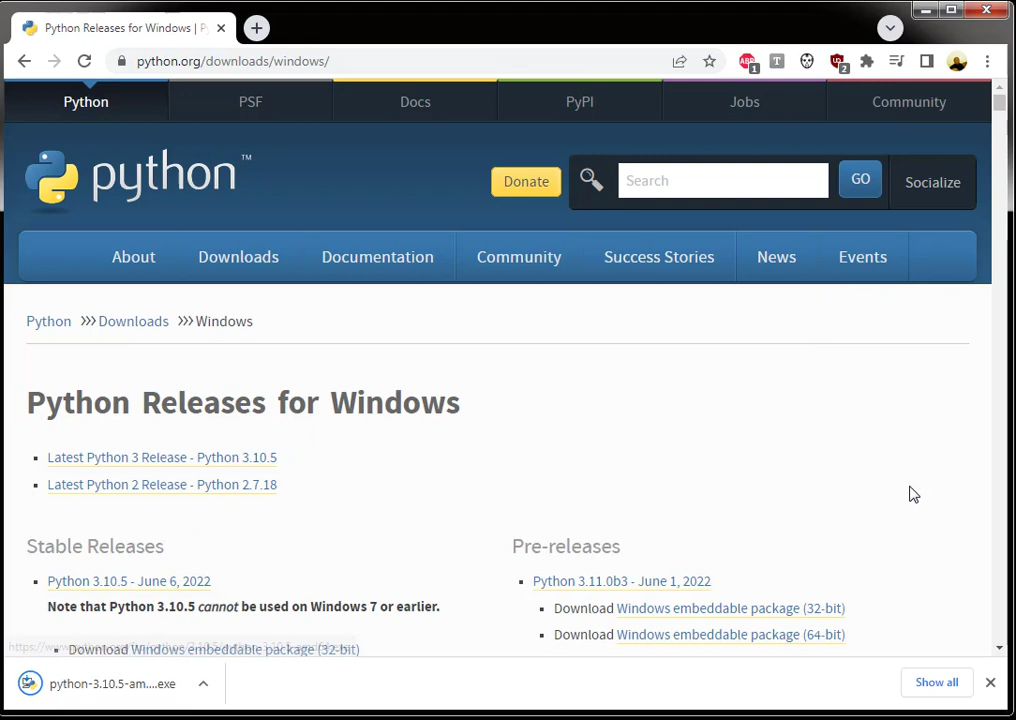 Python Releases for Windows | Py
python.org/downloads/windows/
1
T
2
Python PSF Docs PyPI Jobs Community
python™
Donate
Search
GO
Socialize
About Downloads Documentation Community Success Stories News Events
Python >>> Downloads >>> Windows
Python Releases for Windows
Latest Python 3 Release - Python 3.10.5
Latest Python 2 Release - Python 2.7.18
Stable Releases
Python 3.10.5 - June 6, 2022
Note that Python 3.10.5 cannot be used on Windows 7 or earlier.
Download Windows embeddable package (32-bit)
Pre-releases
Python 3.11.0b3 - June 1, 2022
Download Windows embeddable package (32-bit)
Download Windows embeddable package (64-bit)
python-3.10.5-am....exe
Show all